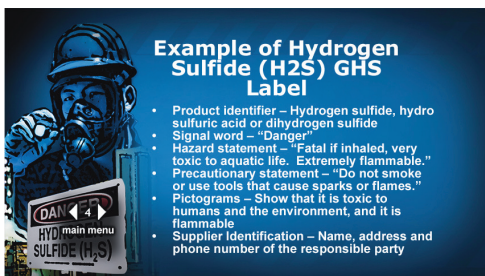 Example of Hydrogen
Sulfide (H2S) GHS
Label
• Product identifier – Hydrogen sulfide, hydro
sulfuric acid or dihydrogen sulfide
• Signal word – “Danger”
• Hazard statement – “Fatal if inhaled, very
toxic to aquatic life.  Extremely flammable.”
• Precautionary statement – “Do not smoke
or use tools that cause sparks or flames.”
• Pictograms – Show that it is toxic to
humans and the environment, and it is
flammable
• Supplier Identification – Name, address and
phone number of the responsible party
DANGER
4
main menu
HYDROGEN
SULFIDE (H₂S)